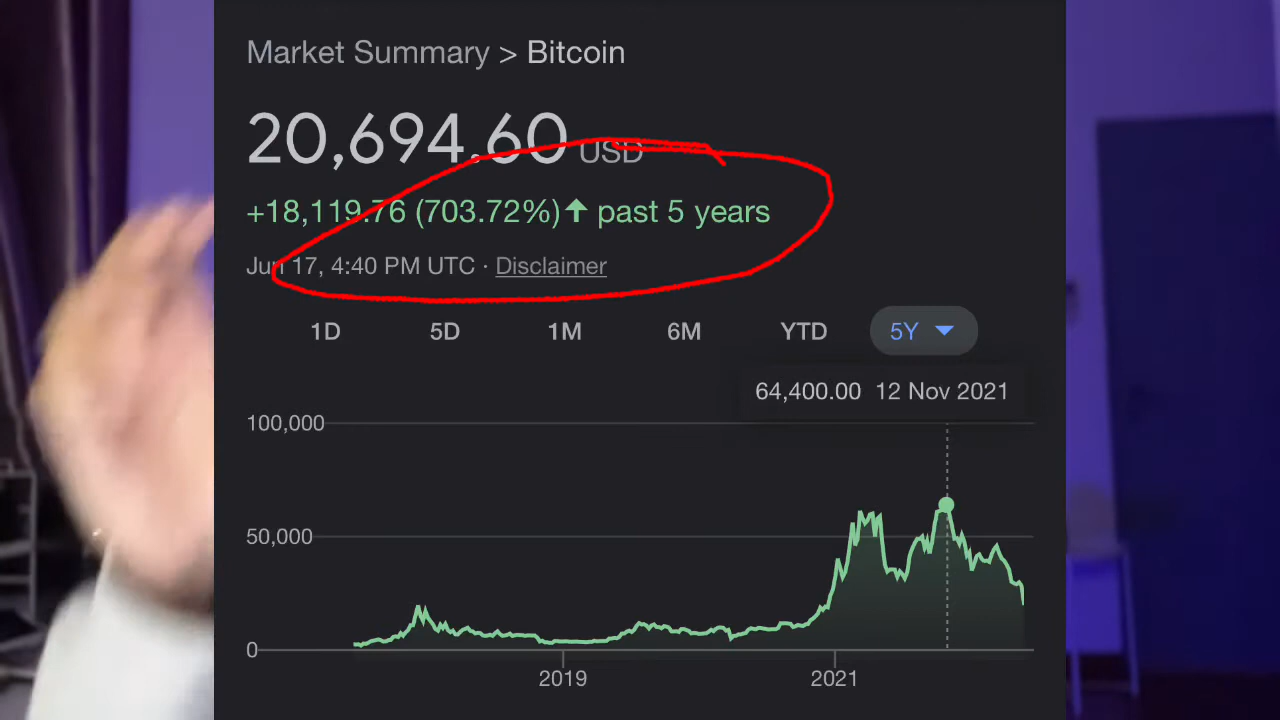 Market Summary > Bitcoin
20,694.60 USD
+18,119.76 (703.72%) ↑ past 5 years
Jun 17, 4:40 PM UTC · Disclaimer
1D 5D 1M 6M YTD 5Y
64,400.00 12 Nov 2021
100,000
50,000
0
2019 2021